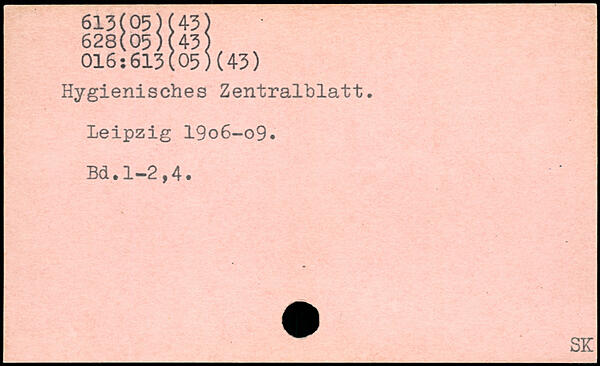 613(05)(43)
628(05)(43)
016:613(05)(43)
Hygienisches Zentralblatt.
Leipzig 19o6-o9.
Bd.1-2,4.
SK